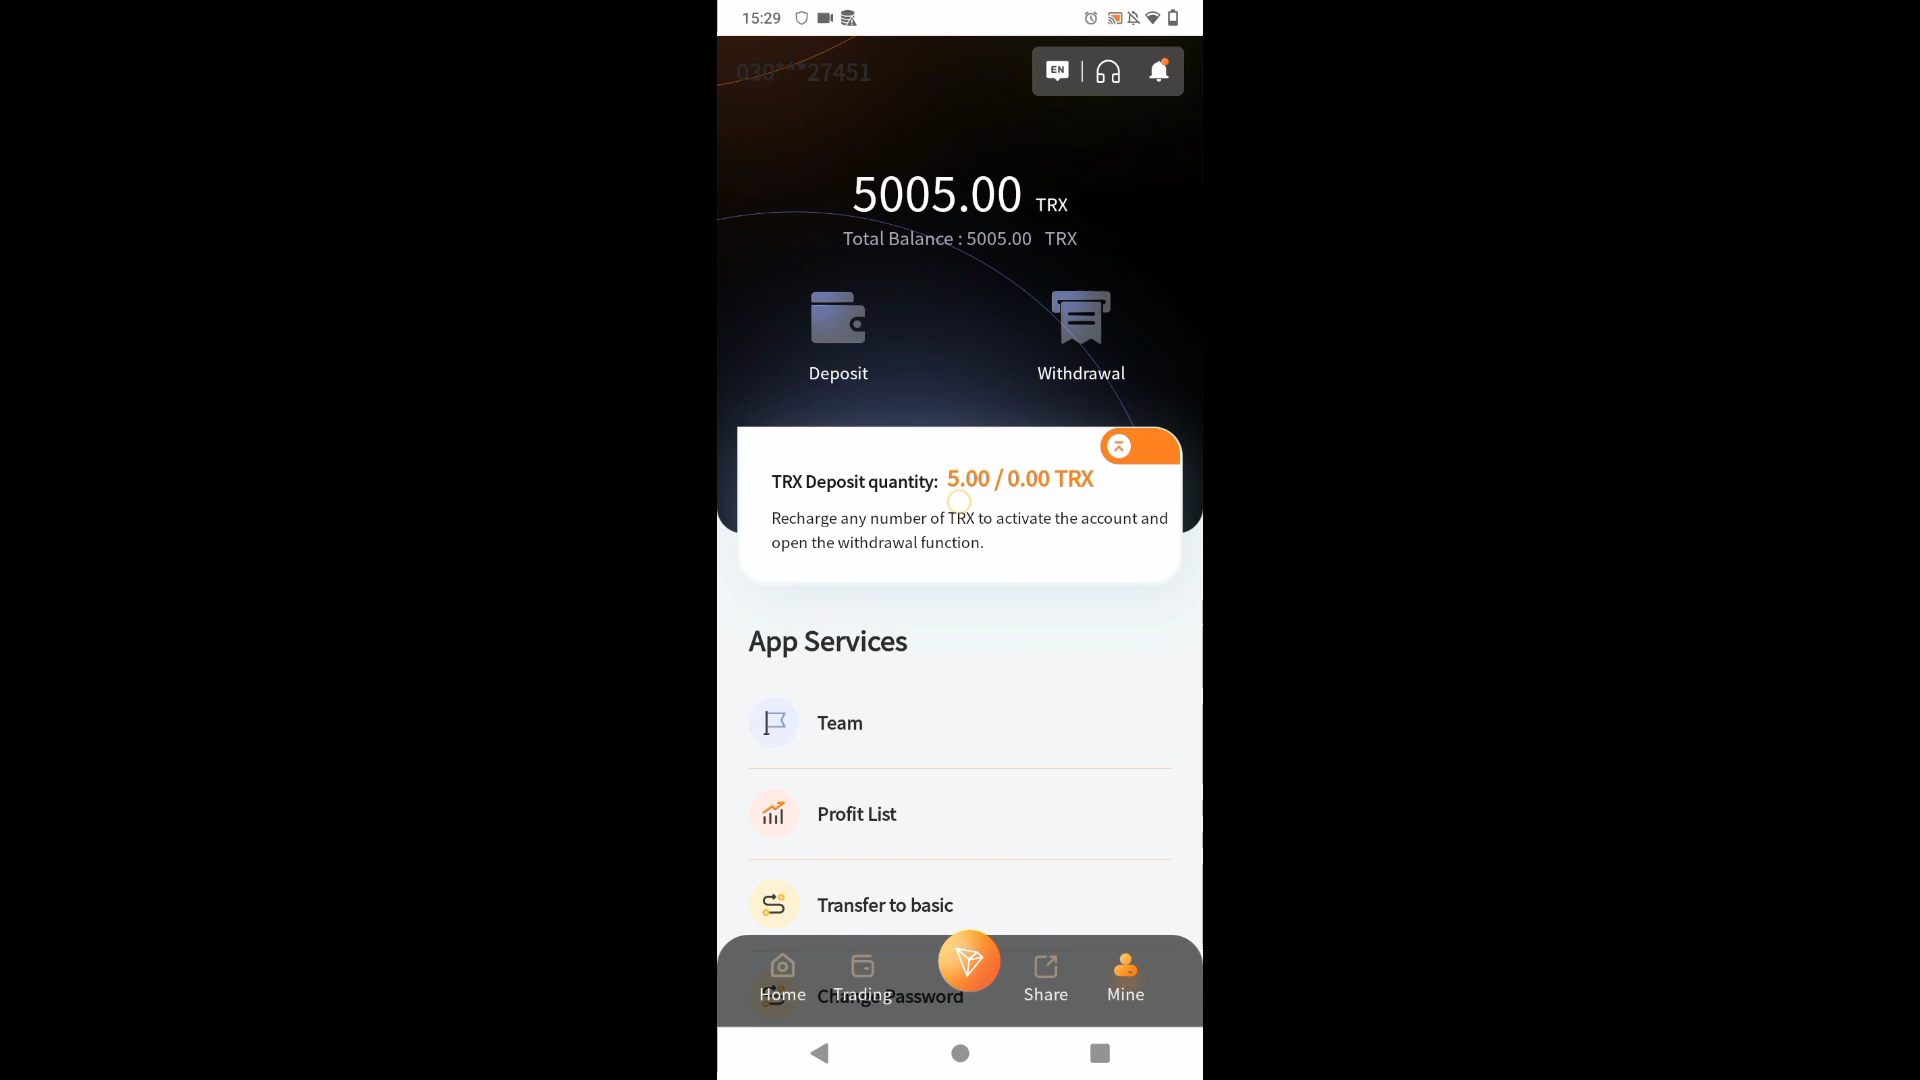 15:29
030***27451
EN
5005.00 TRX
Total Balance : 5005.00 TRX
Deposit
Withdrawal
TRX Deposit quantity: 5.00 / 0.00 TRX
Recharge any number of TRX to activate the account and
open the withdrawal function.
App Services
Team
Profit List
Transfer to basic
Change Password
Home
Trading
Share
Mine